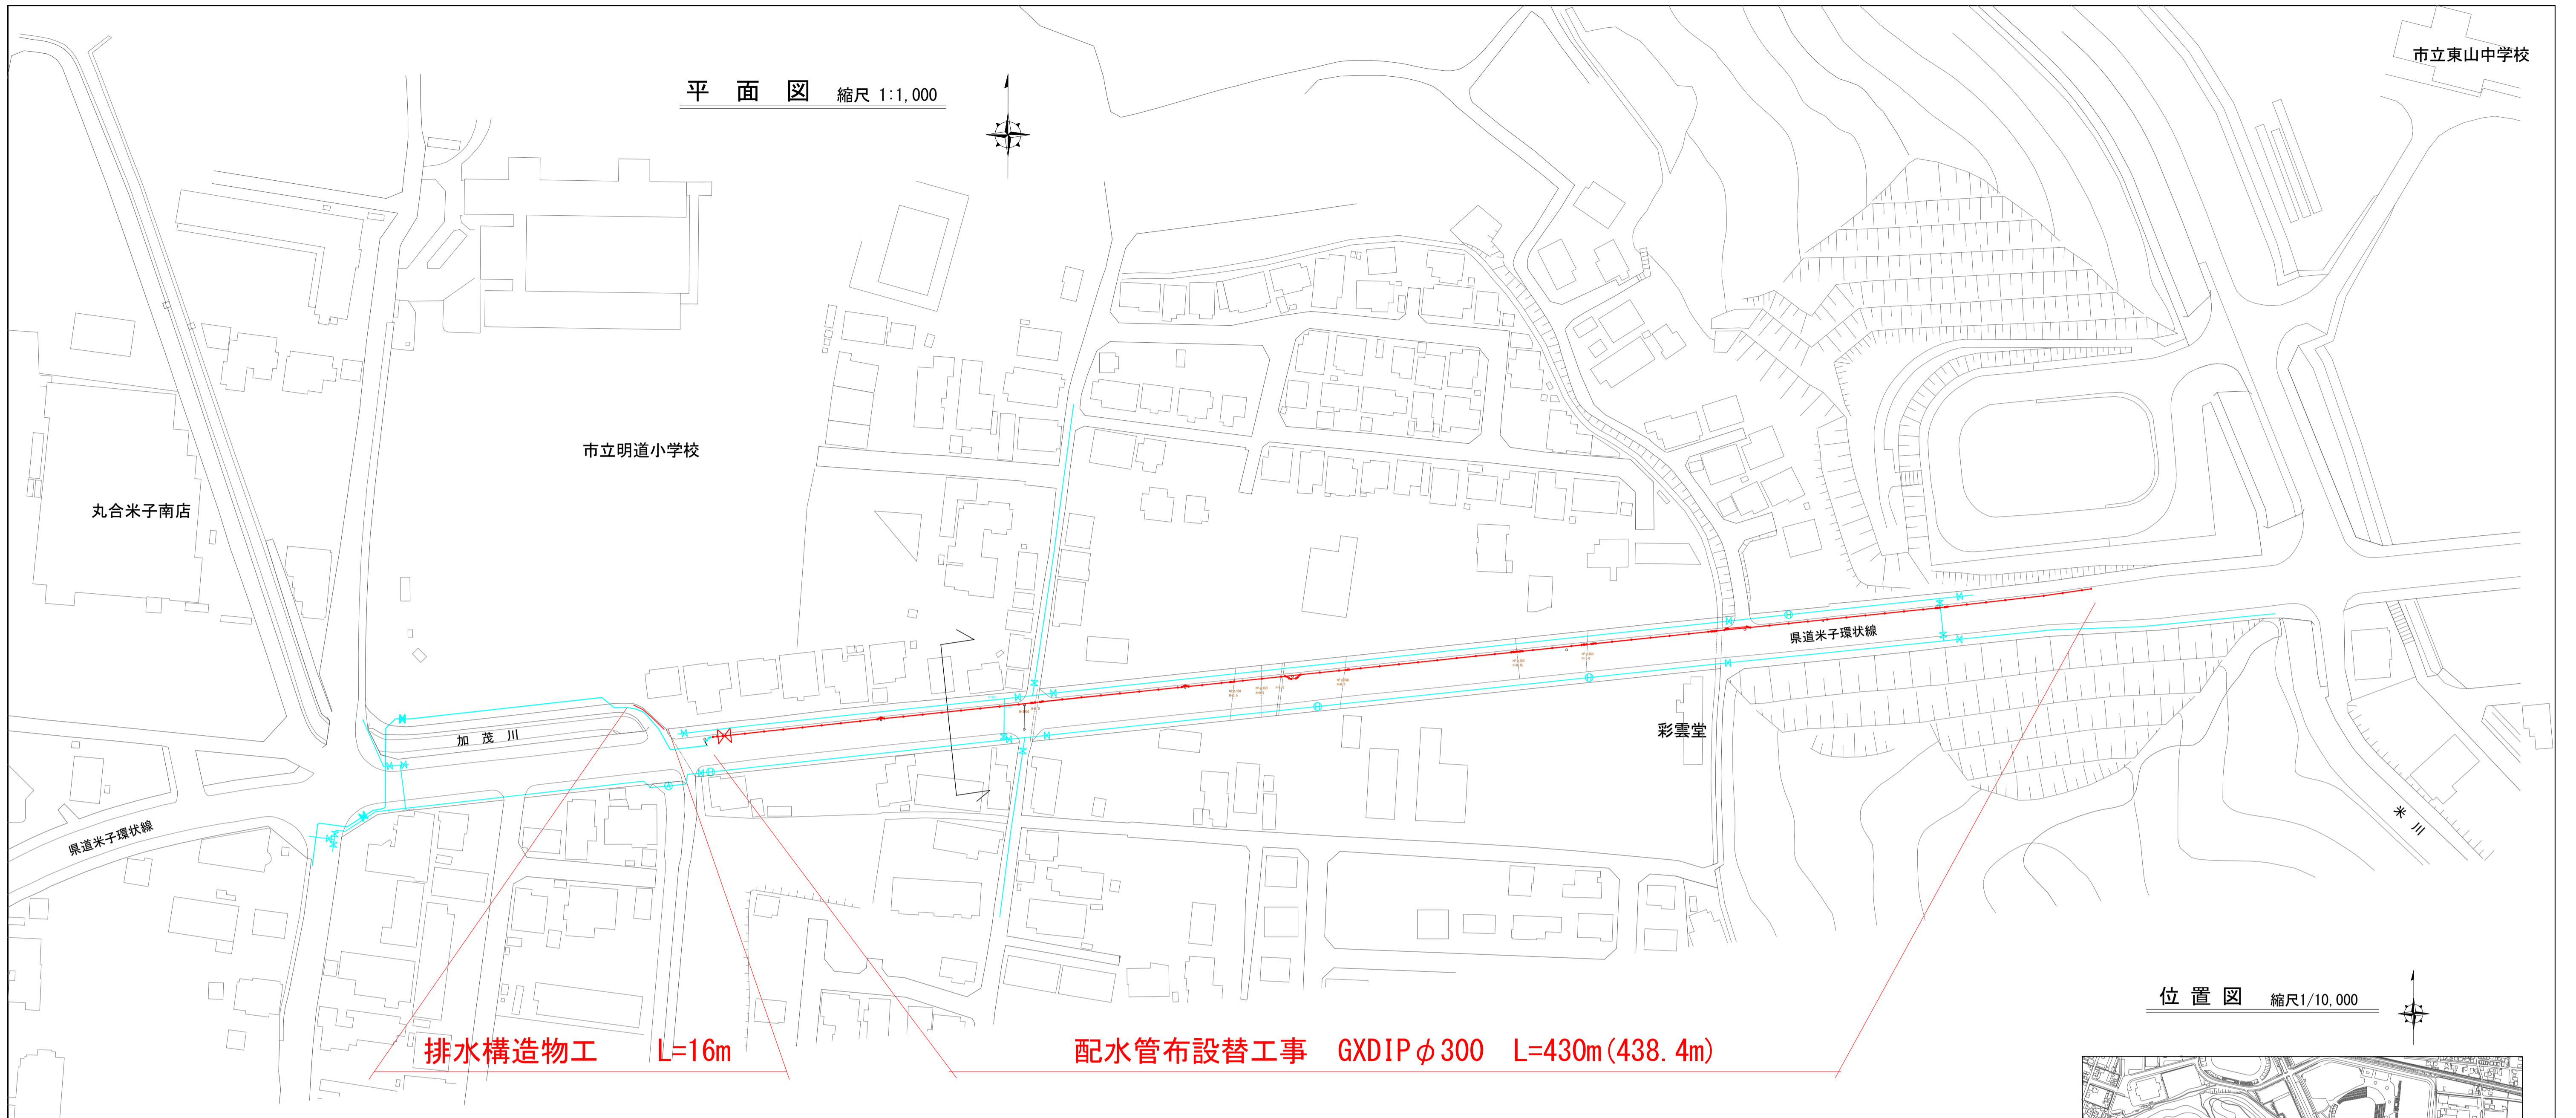 市立東山中学校
平　面　図　縮尺 1:1,000
市立明道小学校
丸合米子南店
県道米子環状線
加　茂　川
彩雲堂
米　川
県道米子環状線
位 置 図　縮尺1/10,000
排水構造物工　　L=16m
配水管布設替工事　GXDIPφ300　L=430m(438.4m)